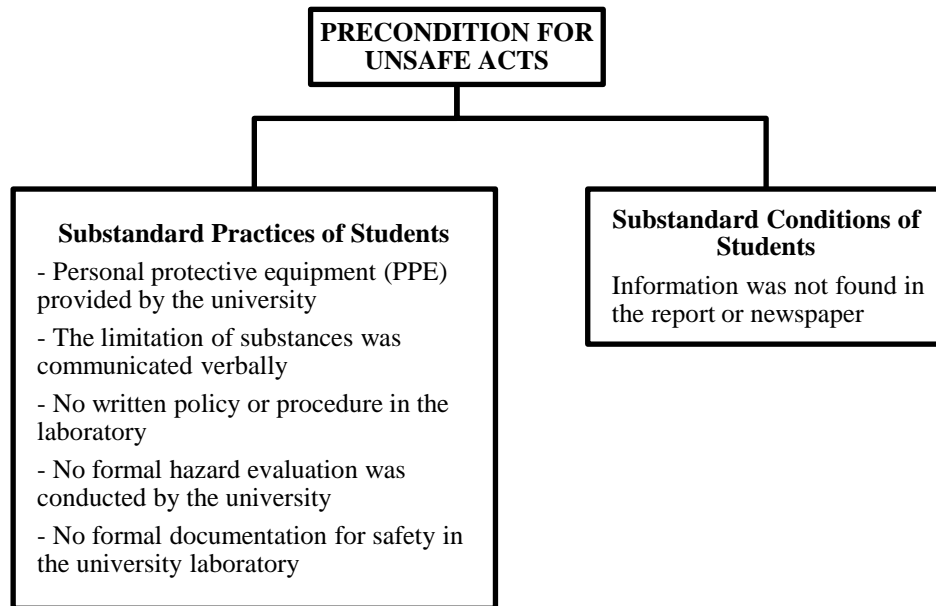 PRECONDITION FOR
UNSAFE ACTS
Substandard Practices of Students
- Personal protective equipment (PPE)
provided by the university
- The limitation of substances was
communicated verbally
- No written policy or procedure in the
laboratory
- No formal hazard evaluation was
conducted by the university
- No formal documentation for safety in
the university laboratory
Substandard Conditions of
Students
Information was not found in
the report or newspaper